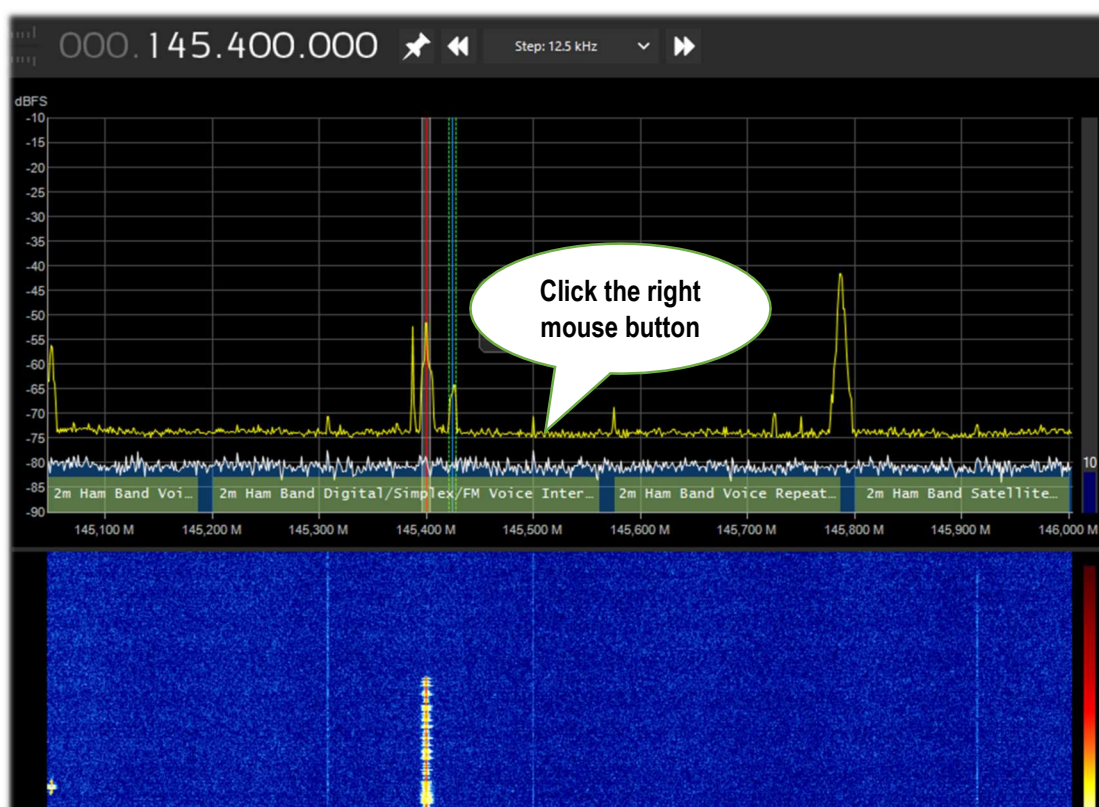 000.145.400.000
Step: 12.5 kHz
dBFS
-10
-15
-20
-25
-30
-35
-40
-45
-50
-55
-60
-65
-70
-75
-80
-85
-90
Click the right
mouse button
10
2m Ham Band Voi…
2m Ham Band Digital/Simplex/FM Voice Inter…
2m Ham Band Voice Repeat…
2m Ham Band Satellite…
145,100 M
145,200 M
145,300 M
145,400 M
145,500 M
145,600 M
145,700 M
145,800 M
145,900 M
146,000 M